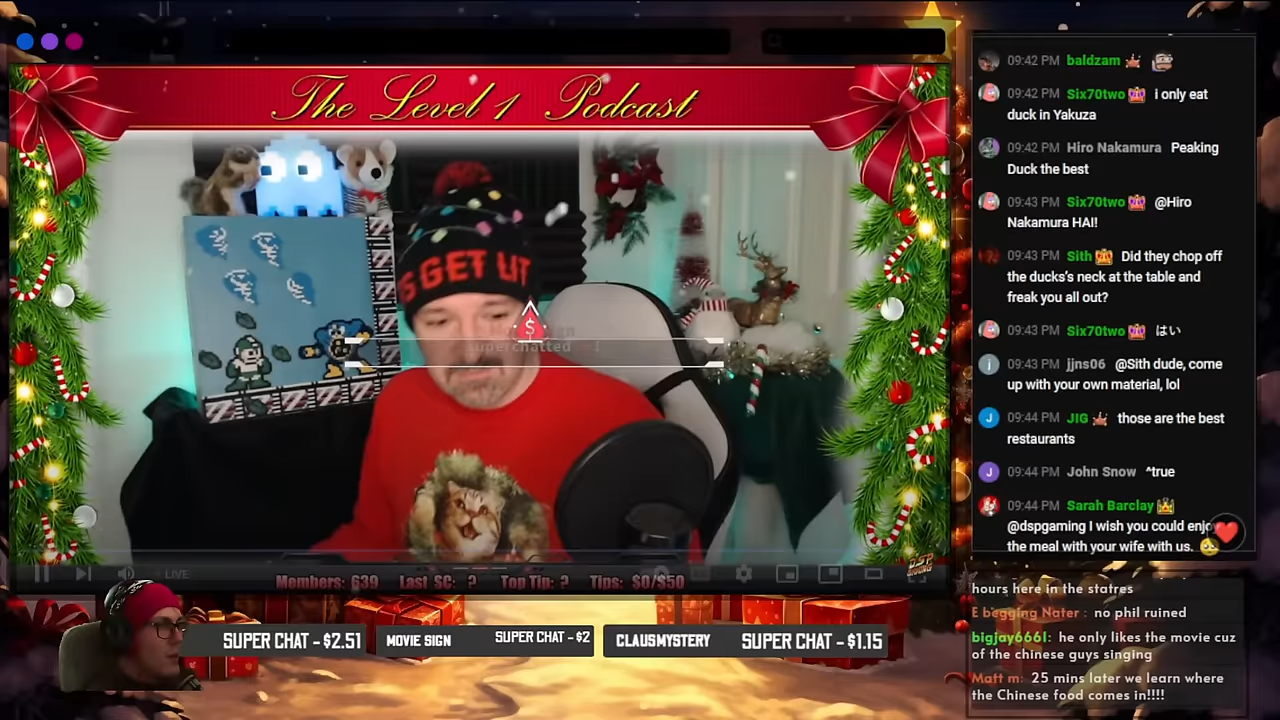 The Level 1 Podcast
GET LIT
superchatted
LIVE
Members: 639 Last SC: ? Top Tip: ? Tips: $0/$50
DSP
GAMING
SUPER CHAT - $2.51
MOVIE SIGN SUPER CHAT - $2
CLAUSMYSTERY SUPER CHAT - $1.15
09:42 PM baldzam
09:42 PM Six70two i only eat
duck in Yakuza
09:42 PM Hiro Nakamura Peaking
Duck the best
09:43 PM Six70two @Hiro
Nakamura HAI!
09:43 PM Sith Did they chop off
the ducks's neck at the table and
freak you all out?
09:43 PM Six70two はい
09:43 PM jjns06 @Sith dude, come
up with your own material, lol
09:44 PM JIG those are the best
restaurants
09:44 PM John Snow ^true
09:44 PM Sarah Barclay
@dspgaming I wish you could enjoy
the meal with your wife with us.
hours here in the statres
E begging Nater : no phil ruined
bigjay666l: he only likes the movie cuz
of the chinese guys singing
Matt m: 25 mins later we learn where
the Chinese food comes in!!!!